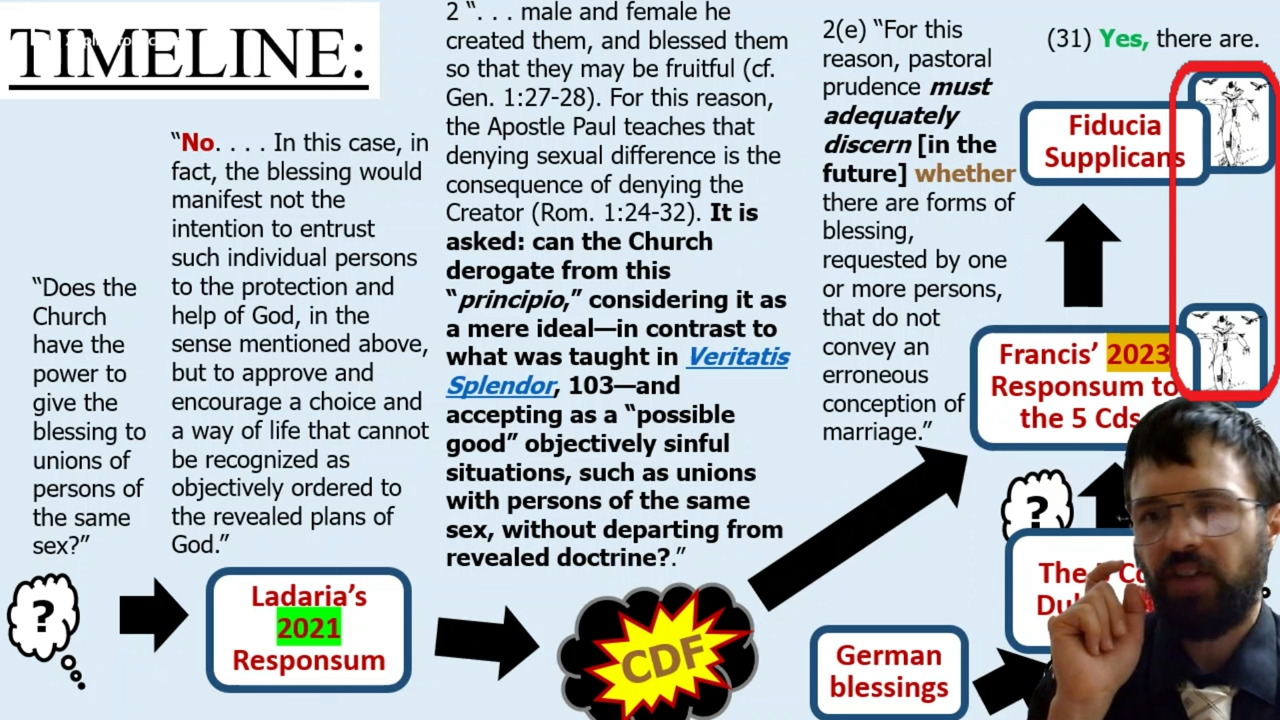 TIMELINE:
“Does the
Church
have the
power to
give the
blessing to
unions of
persons of
the same
sex?”
“No. . . . In this case, in
fact, the blessing would
manifest not the
intention to entrust
such individual persons
to the protection and
help of God, in the
sense mentioned above,
but to approve and
encourage a choice and
a way of life that cannot
be recognized as
objectively ordered to
the revealed plans of
God.”
2 “. . . male and female he
created them, and blessed them
so that they may be fruitful (cf.
Gen. 1:27-28). For this reason,
the Apostle Paul teaches that
denying sexual difference is the
consequence of denying the
Creator (Rom. 1:24-32). It is
asked: can the Church
derogate from this
“principio,” considering it as
a mere ideal—in contrast to
what was taught in Veritatis
Splendor, 103—and
accepting as a “possible
good” objectively sinful
situations, such as unions
with persons of the same
sex, without departing from
revealed doctrine?.”
2(e) “For this
reason, pastoral
prudence must
adequately
discern [in the
future] whether
there are forms of
blessing,
requested by one
or more persons,
that do not
convey an
erroneous
conception of
marriage.”
(31) Yes, there are.
Fiducia
Supplicans
Francis’ 2023
Responsum to
the 5 Cds
?
The
?
Ladaria’s
2021
Responsum
CDF
German
blessings